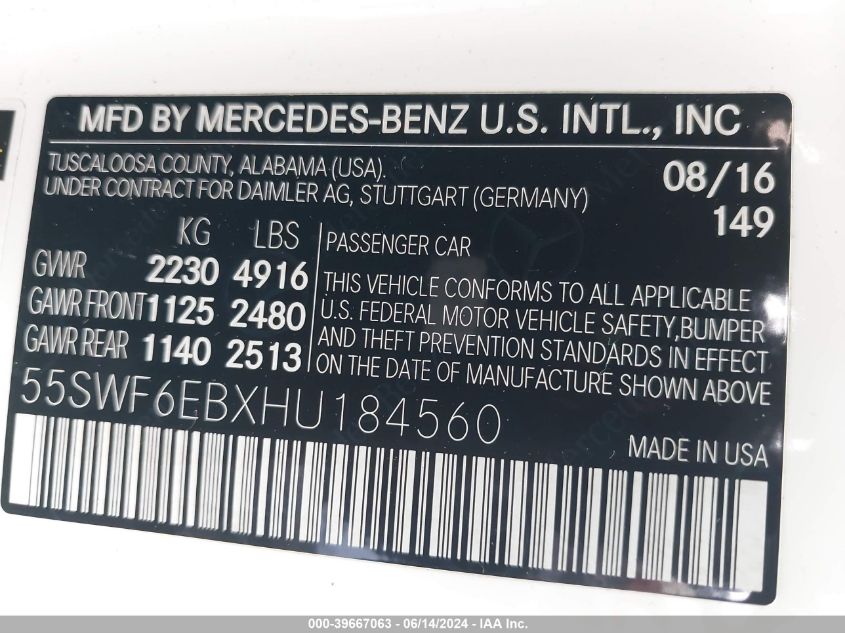 MFD BY MERCEDES-BENZ U.S. INTL., INC
TUSCALOOSA COUNTY, ALABAMA (USA). 08/16
UNDER CONTRACT FOR DAIMLER AG, STUTTGART (GERMANY)
149
KG LBS
GVWR 2230 4916
GAWR FRONT 1125 2480
GAWR REAR 1140 2513
PASSENGER CAR
THIS VEHICLE CONFORMS TO ALL APPLICABLE
U.S. FEDERAL MOTOR VEHICLE SAFETY,BUMPER
AND THEFT PREVENTION STANDARDS IN EFFECT
ON THE DATE OF MANUFACTURE SHOWN ABOVE.
55SWF6EBXHU184560
MADE IN USA
000-39667063 - 06/14/2024 - IAA Inc.